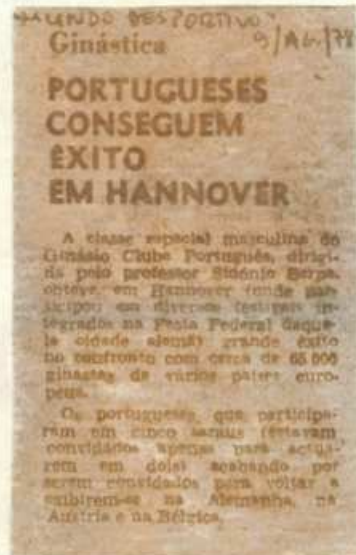 "MUNDO DESPORTIVO"
9/AG./78
Ginástica
PORTUGUESES
CONSEGUEM
ÊXITO
EM HANNOVER
A classe especial masculina do
Ginásio Clube Português, dirigi-
da pelo professor Sidónio Serpa,
obteve, em Hannover (onde par-
ticipou em diversos festivais in-
tegrados na Festa Federal daque-
la cidade alemã) grande êxito
no confronto com cerca de 65 000
ginastas de vários países euro-
peus.
Os portugueses, que participa-
ram em cinco saraus (estavam
convidados apenas para actua-
rem em dois) acabando por
serem convidados para voltar a
exibirem-se na Alemanha, na
Áustria e na Bélgica.